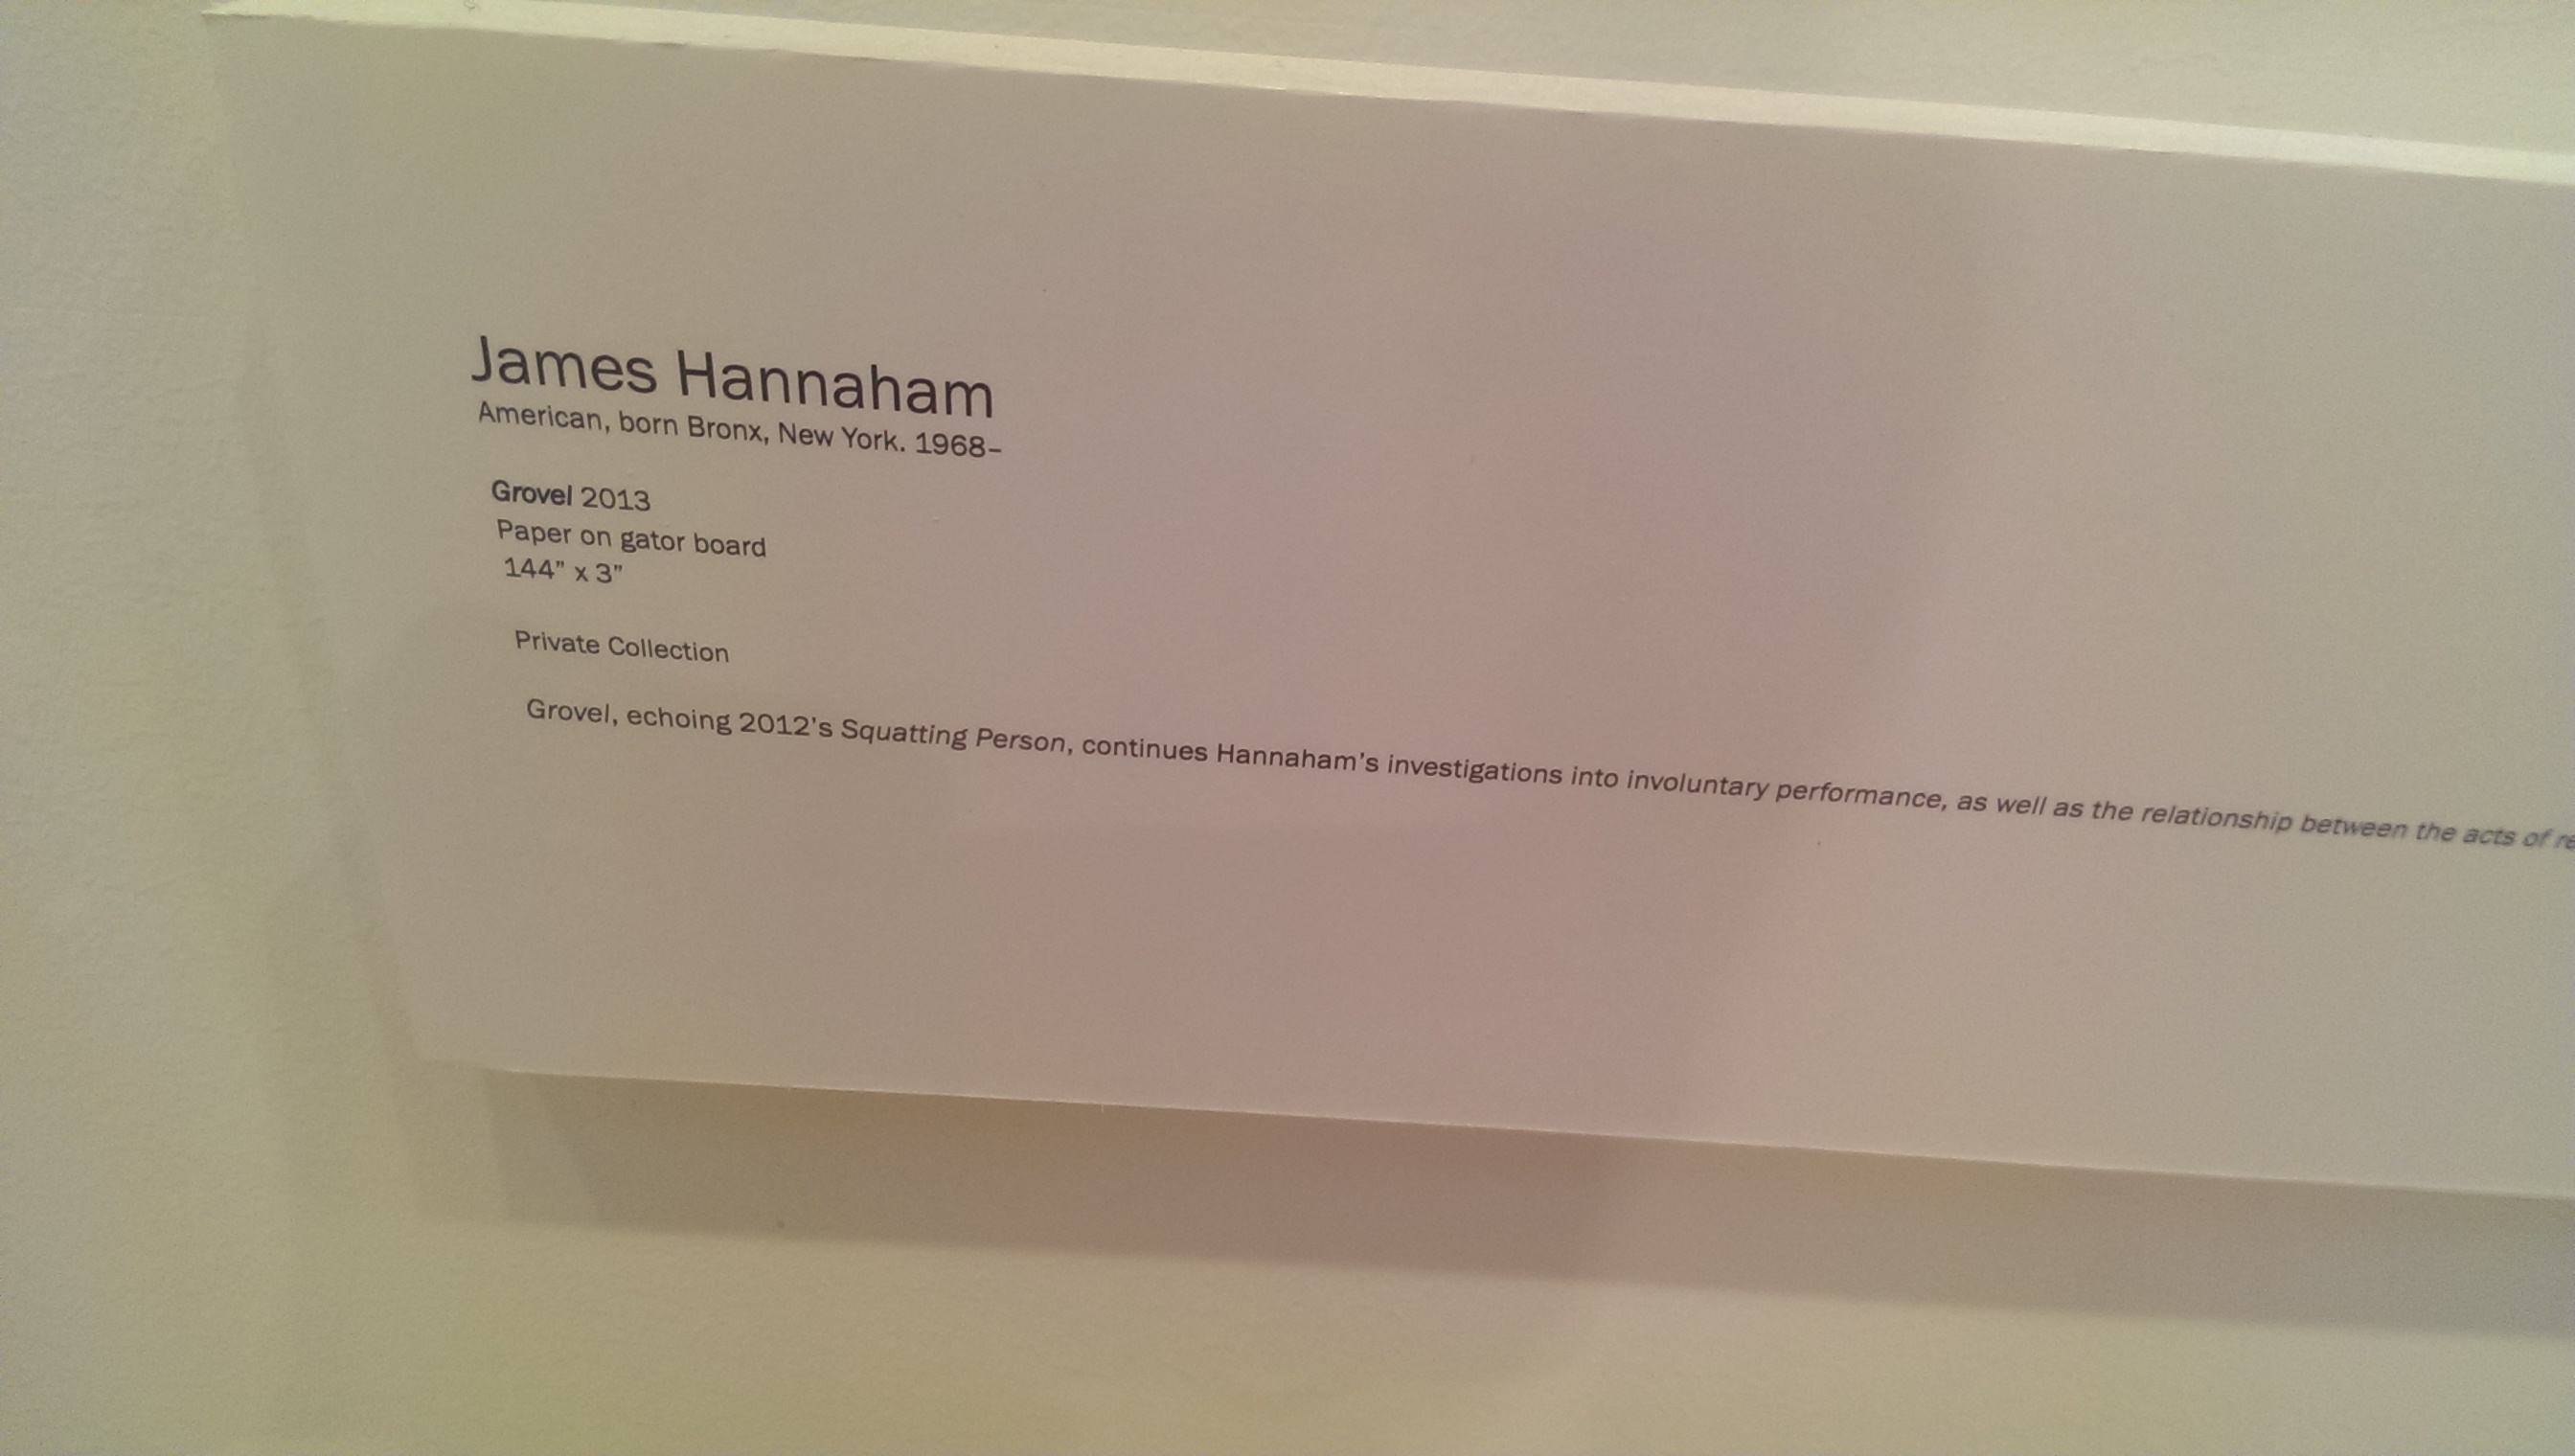 James Hannaham
American, born Bronx, New York. 1968–
Grovel 2013
Paper on gator board
144” x 3”
Private Collection
Grovel, echoing 2012’s Squatting Person, continues Hannaham’s investigations into involuntary performance, as well as the relationship between the acts of